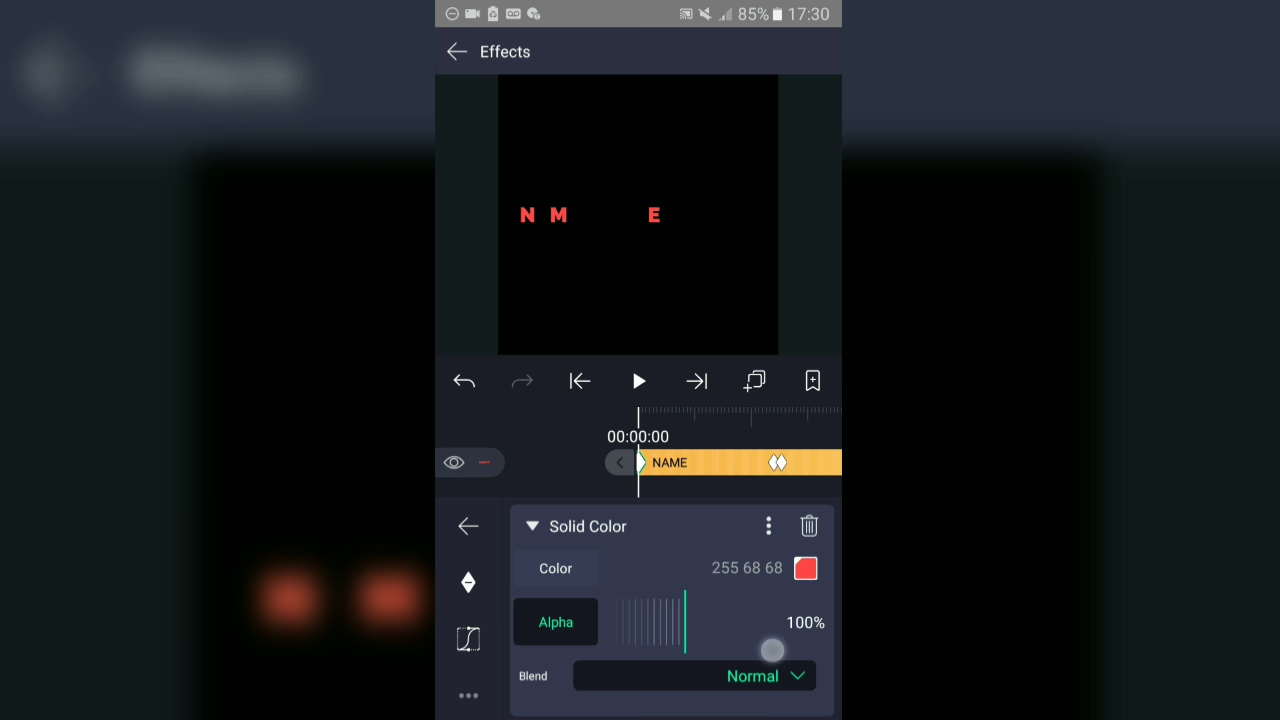 85% 17:30
Effects
N M E
00:00:00
NAME
Solid Color
Color 255 68 68
Alpha 100%
Blend Normal